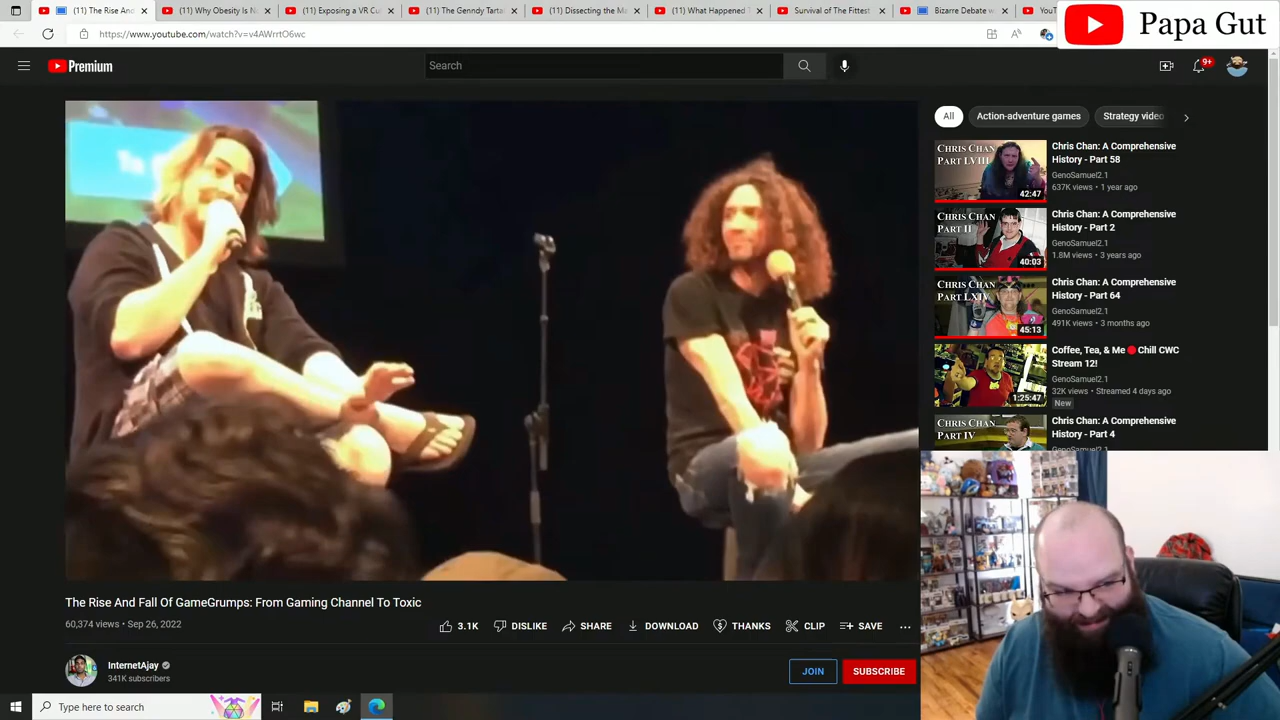 (11) The Rise And
(11) Why Obesity Is N
(11) Exposing a VR Cul
(11) The Genndy Tarta
(11) Dissecting the Ma
(11) What Happened T
Survival of The Fittest
Bizarre Debate w
YouT
Papa Gut
https://www.youtube.com/watch?v=v4AWrrtO6wc
Premium
Search
9+
All
Action-adventure games
Strategy video
CHRIS CHAN
PART LVIII
42:47
Chris Chan: A Comprehensive
History - Part 58
GenoSamuel2.1
637K views • 1 year ago
CHRIS CHAN
PART II
40:03
Chris Chan: A Comprehensive
History - Part 2
GenoSamuel2.1
1.8M views • 3 years ago
CHRIS CHAN
PART LXIV
45:13
Chris Chan: A Comprehensive
History - Part 64
GenoSamuel2.1
491K views • 3 months ago
1:25:47
Coffee, Tea, & Me 🔴 Chill CWC
Stream 12!
GenoSamuel2.1
32K views • Streamed 4 days ago
New
CHRIS CHAN
PART IV
Chris Chan: A Comprehensive
History - Part 4
The Rise And Fall Of GameGrumps: From Gaming Channel To Toxic
60,374 views • Sep 26, 2022
3.1K
DISLIKE
SHARE
DOWNLOAD
THANKS
CLIP
SAVE
InternetAjay
341K subscribers
JOIN
SUBSCRIBE
Type here to search